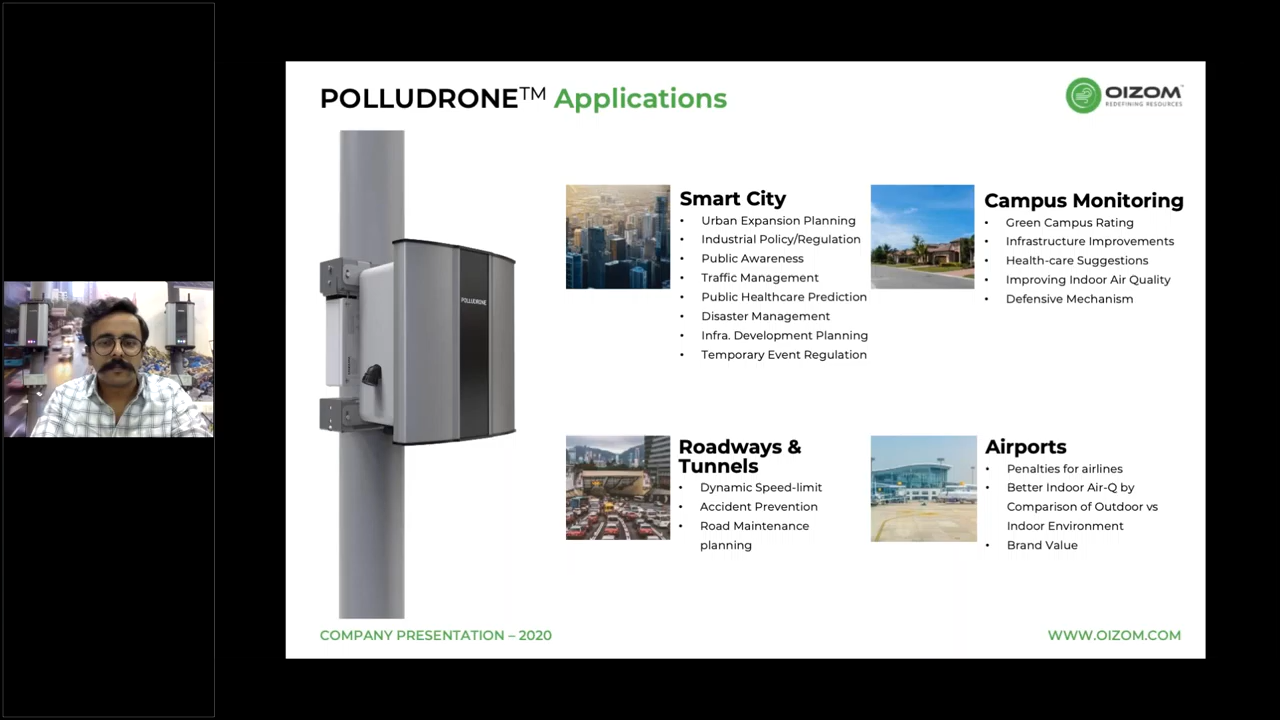 POLLUDRONE™ Applications
OIZOM™
REDEFINING RESOURCES
POLLUDRONE
Smart City
• Urban Expansion Planning
• Industrial Policy/Regulation
• Public Awareness
• Traffic Management
• Public Healthcare Prediction
• Disaster Management
• Infra. Development Planning
• Temporary Event Regulation
Campus Monitoring
• Green Campus Rating
• Infrastructure Improvements
• Health-care Suggestions
• Improving Indoor Air Quality
• Defensive Mechanism
Roadways &
Tunnels
• Dynamic Speed-limit
• Accident Prevention
• Road Maintenance
planning
Airports
• Penalties for airlines
• Better Indoor Air-Q by
Comparison of Outdoor vs
Indoor Environment
• Brand Value
COMPANY PRESENTATION – 2020
WWW.OIZOM.COM